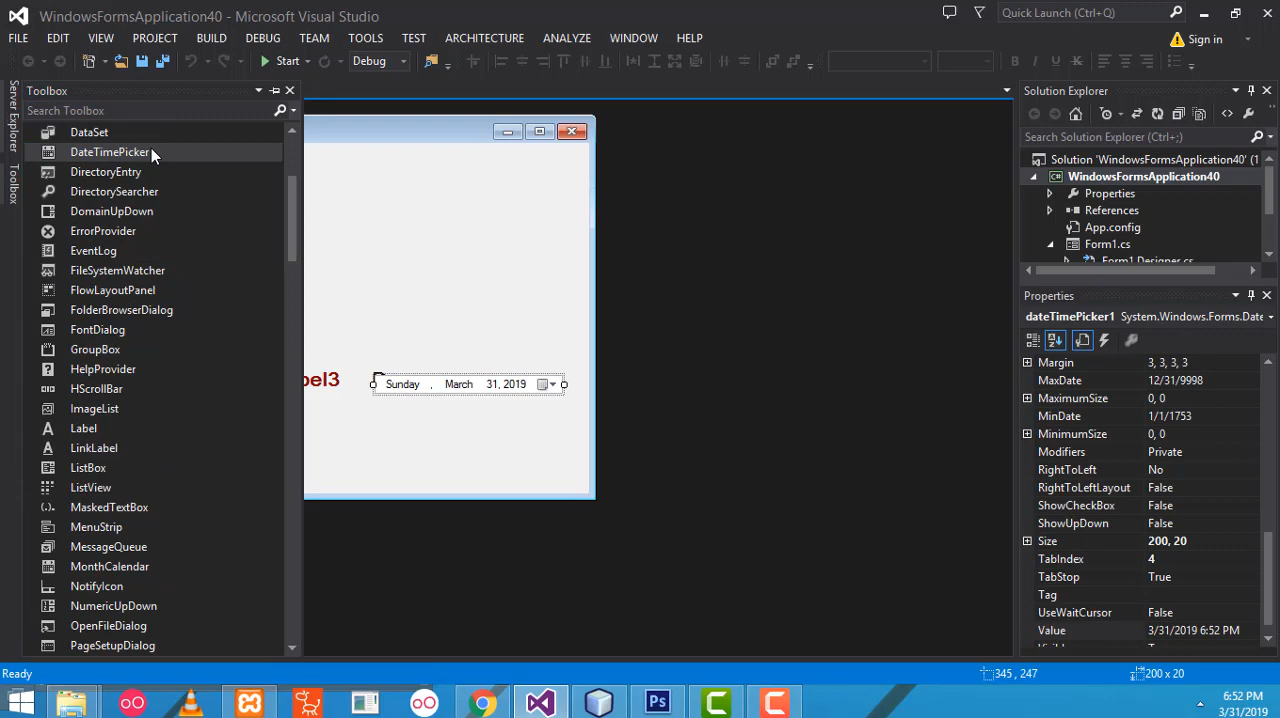 WindowsFormsApplication40 - Microsoft Visual Studio
Quick Launch (Ctrl+Q)
FILE EDIT VIEW PROJECT BUILD DEBUG TEAM TOOLS TEST ARCHITECTURE ANALYZE WINDOW HELP
Sign in
Start
Debug
Server Explorer
Toolbox
Toolbox
Search Toolbox
DataSet
DateTimePicker
DirectoryEntry
DirectorySearcher
DomainUpDown
ErrorProvider
EventLog
FileSystemWatcher
FlowLayoutPanel
FolderBrowserDialog
FontDialog
GroupBox
HelpProvider
HScrollBar
ImageList
Label
LinkLabel
ListBox
ListView
MaskedTextBox
MenuStrip
MessageQueue
MonthCalendar
NotifyIcon
NumericUpDown
OpenFileDialog
PageSetupDialog
bel3
Sunday , March 31, 2019
Solution Explorer
Search Solution Explorer (Ctrl+;)
Solution 'WindowsFormsApplication40' (1
C# WindowsFormsApplication40
Properties
References
App.config
Form1.cs
Form1.Designer.cs
Properties
dateTimePicker1 System.Windows.Forms.Date
Margin 3, 3, 3, 3
MaxDate 12/31/9998
MaximumSize 0, 0
MinDate 1/1/1753
MinimumSize 0, 0
Modifiers Private
RightToLeft No
RightToLeftLayout False
ShowCheckBox False
ShowUpDown False
Size 200, 20
TabIndex 4
TabStop True
Tag
UseWaitCursor False
Value 3/31/2019 6:52 PM
Ready
345 , 247
200 x 20
Ps
C
C
6:52 PM
3/31/2019